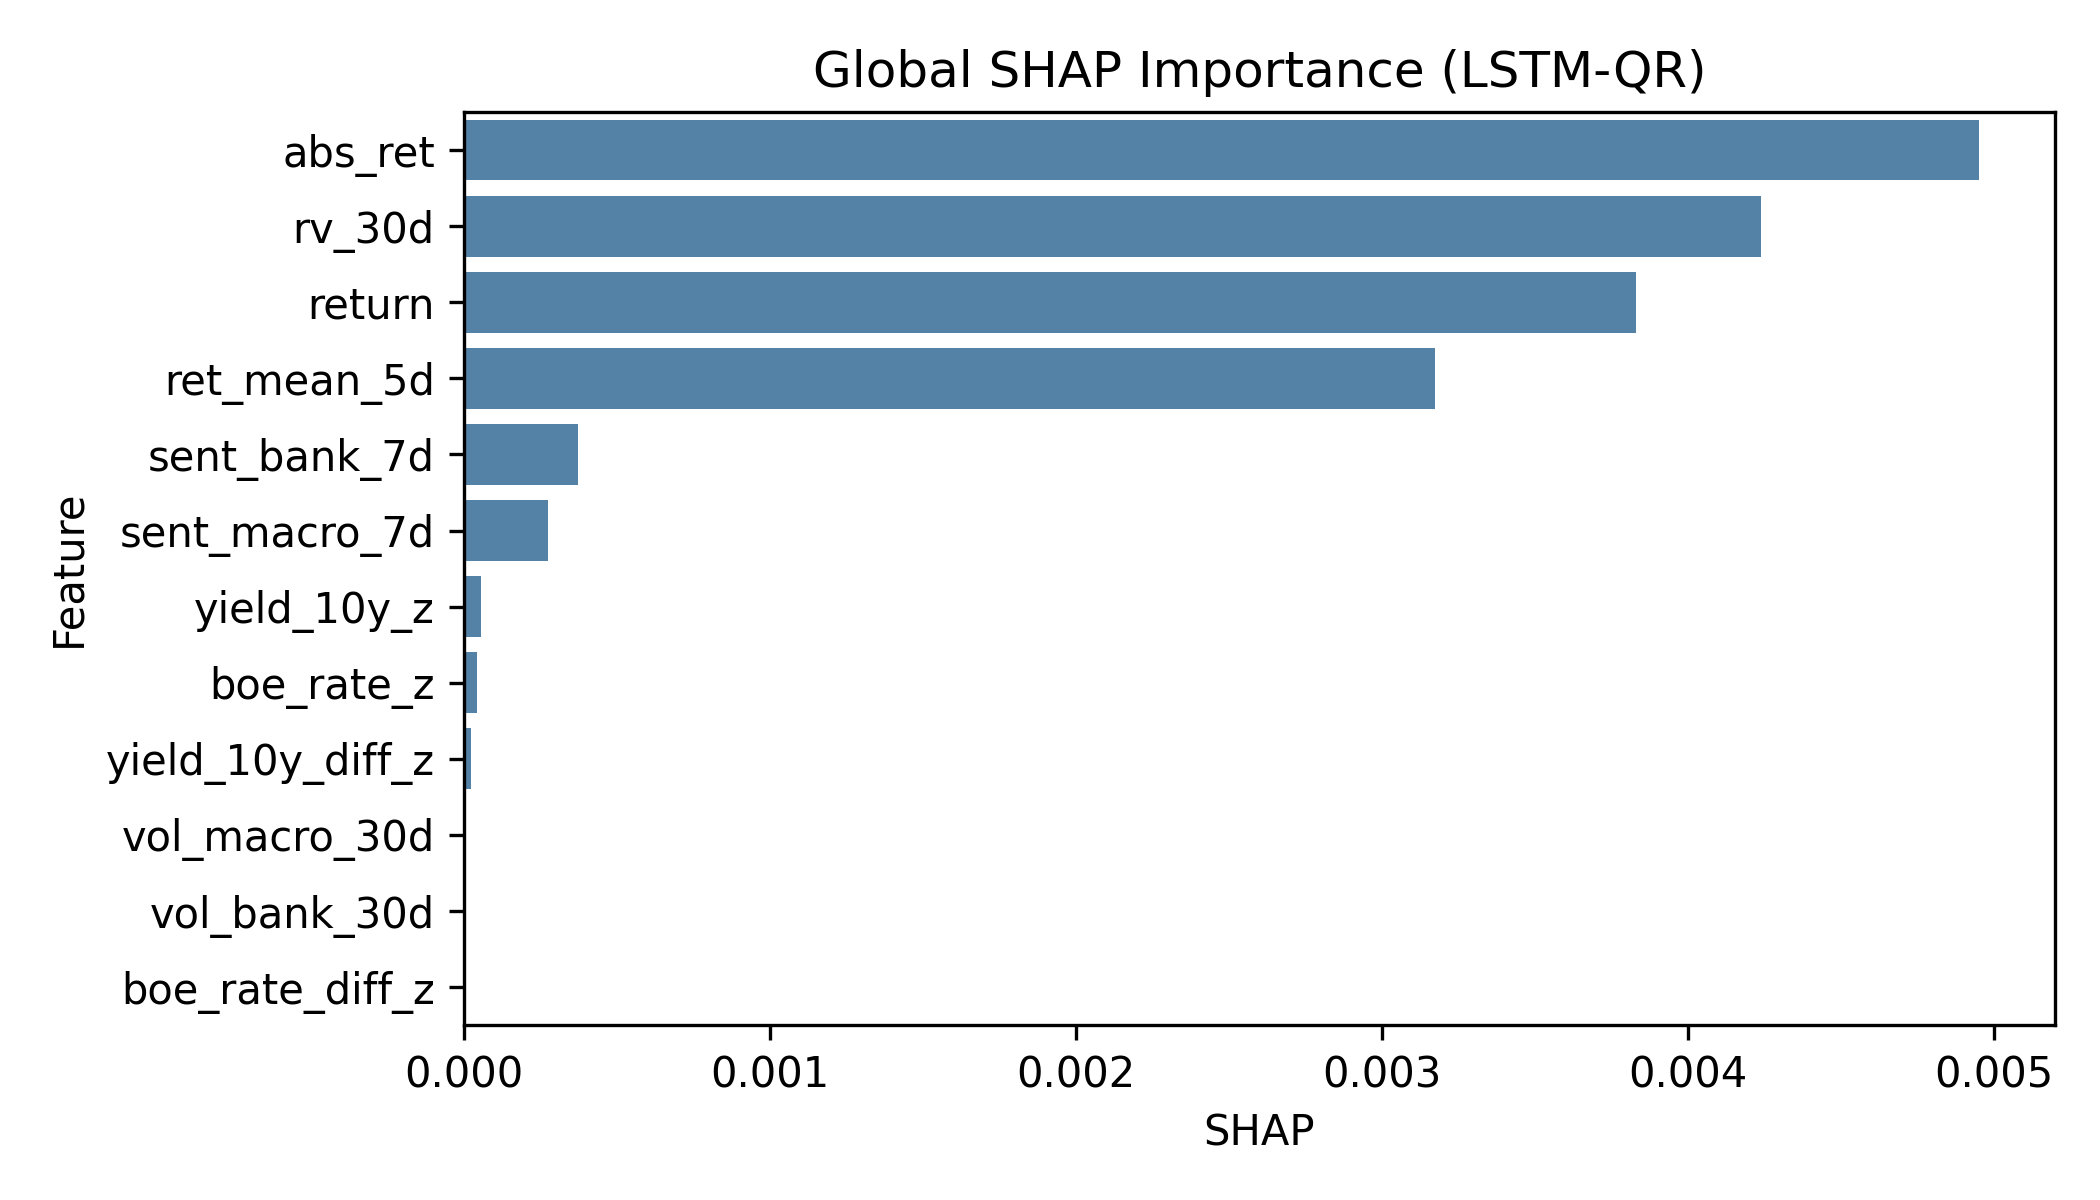 Global SHAP Importance (LSTM-QR)
Feature
abs_ret
rv_30d
return
ret_mean_5d
sent_bank_7d
sent_macro_7d
yield_10y_z
boe_rate_z
yield_10y_diff_z
vol_macro_30d
vol_bank_30d
boe_rate_diff_z
0.000 0.001 0.002 0.003 0.004 0.005
SHAP